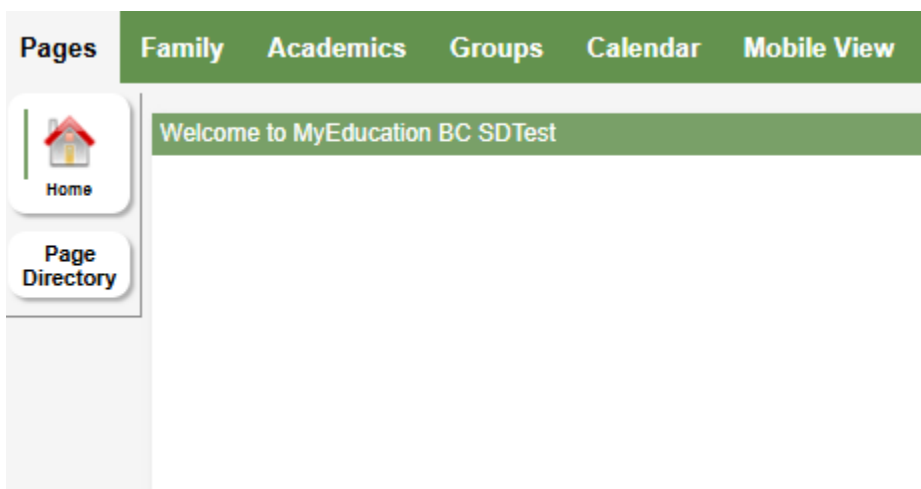 Pages Family Academics Groups Calendar Mobile View
Welcome to MyEducation BC SDTest
Home
Page
Directory